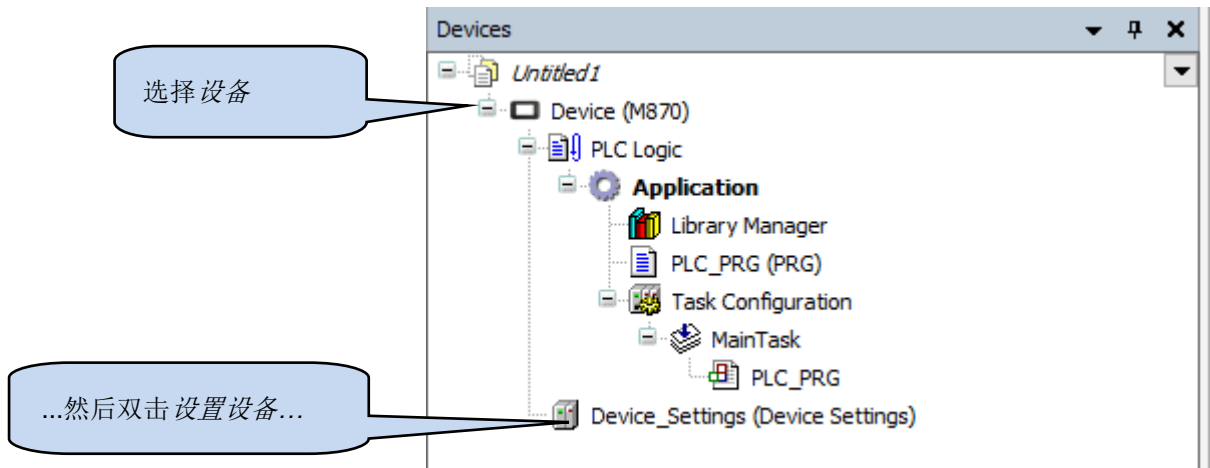 Devices
选择设备
Untitled1
Device (M870)
PLC Logic
Application
Library Manager
PLC_PRG (PRG)
Task Configuration
MainTask
PLC_PRG
...然后双击设置设备...
Device_Settings (Device Settings)